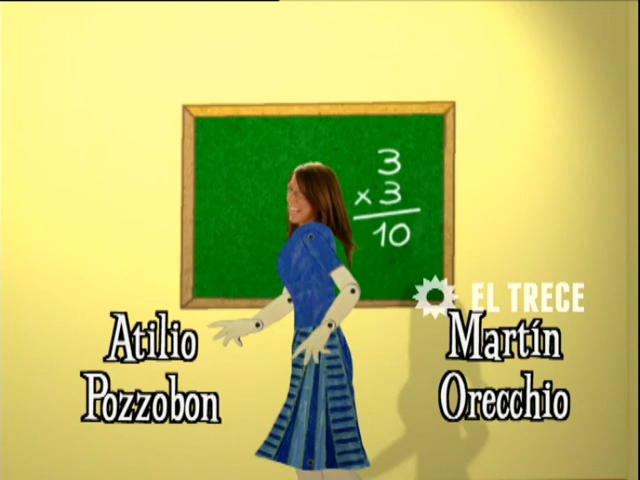 3
x 3
10
EL TRECE
Atilio
Pozzobon
Martín
Orecchio